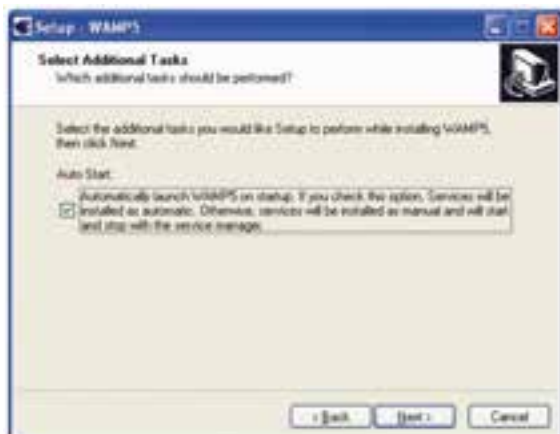 Setup - WAMP5
Select Additional Tasks
Which additional tasks should be performed?
Select the additional tasks you would like Setup to perform while installing WAMP5,
then click Next.
Auto Start:
Automatically launch WAMP5 on startup. If you check this option, Services will be
installed as automatic. Otherwise, services will be installed as manual and will start
and stop with the service manager.
< Back
Next >
Cancel